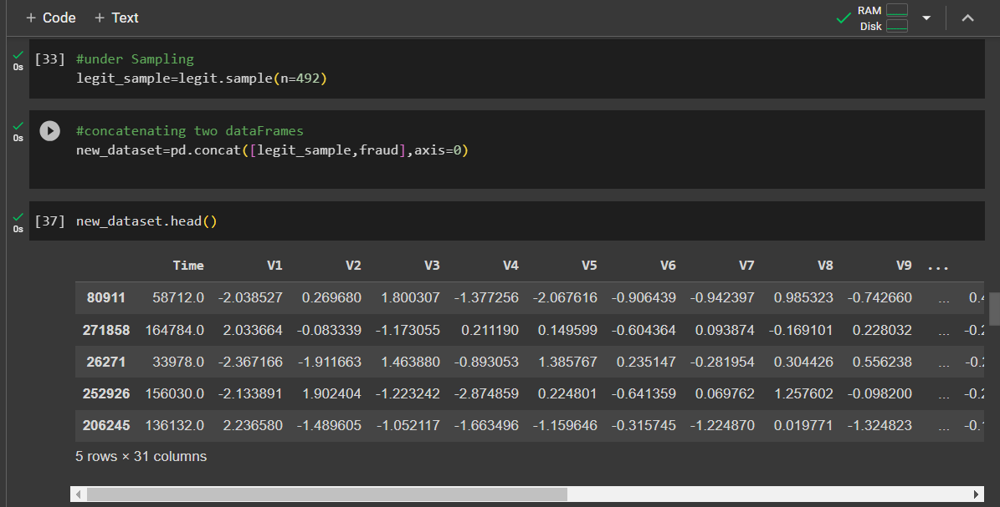 + Code + Text
RAM
Disk
0s
[33] #under Sampling
legit_sample=legit.sample(n=492)
0s
#concatenating two dataFrames
new_dataset=pd.concat([legit_sample,fraud],axis=0)
0s
[37] new_dataset.head()
Time V1 V2 V3 V4 V5 V6 V7 V8 V9 ...
80911 58712.0 -2.038527 0.269680 1.800307 -1.377256 -2.067616 -0.906439 -0.942397 0.985323 -0.742660 ...
271858 164784.0 2.033664 -0.083339 -1.173055 0.211190 0.149599 -0.604364 0.093874 -0.169101 0.228032 ...
26271 33978.0 -2.367166 -1.911663 1.463880 -0.893053 1.385767 0.235147 -0.281954 0.304426 0.556238 ...
252926 156030.0 -2.133891 1.902404 -1.223242 -2.874859 0.224801 -0.641359 0.069762 1.257602 -0.098200 ...
206245 136132.0 2.236580 -1.489605 -1.052117 -1.663496 -1.159646 -0.315745 -1.224870 0.019771 -1.324823 ...
5 rows × 31 columns